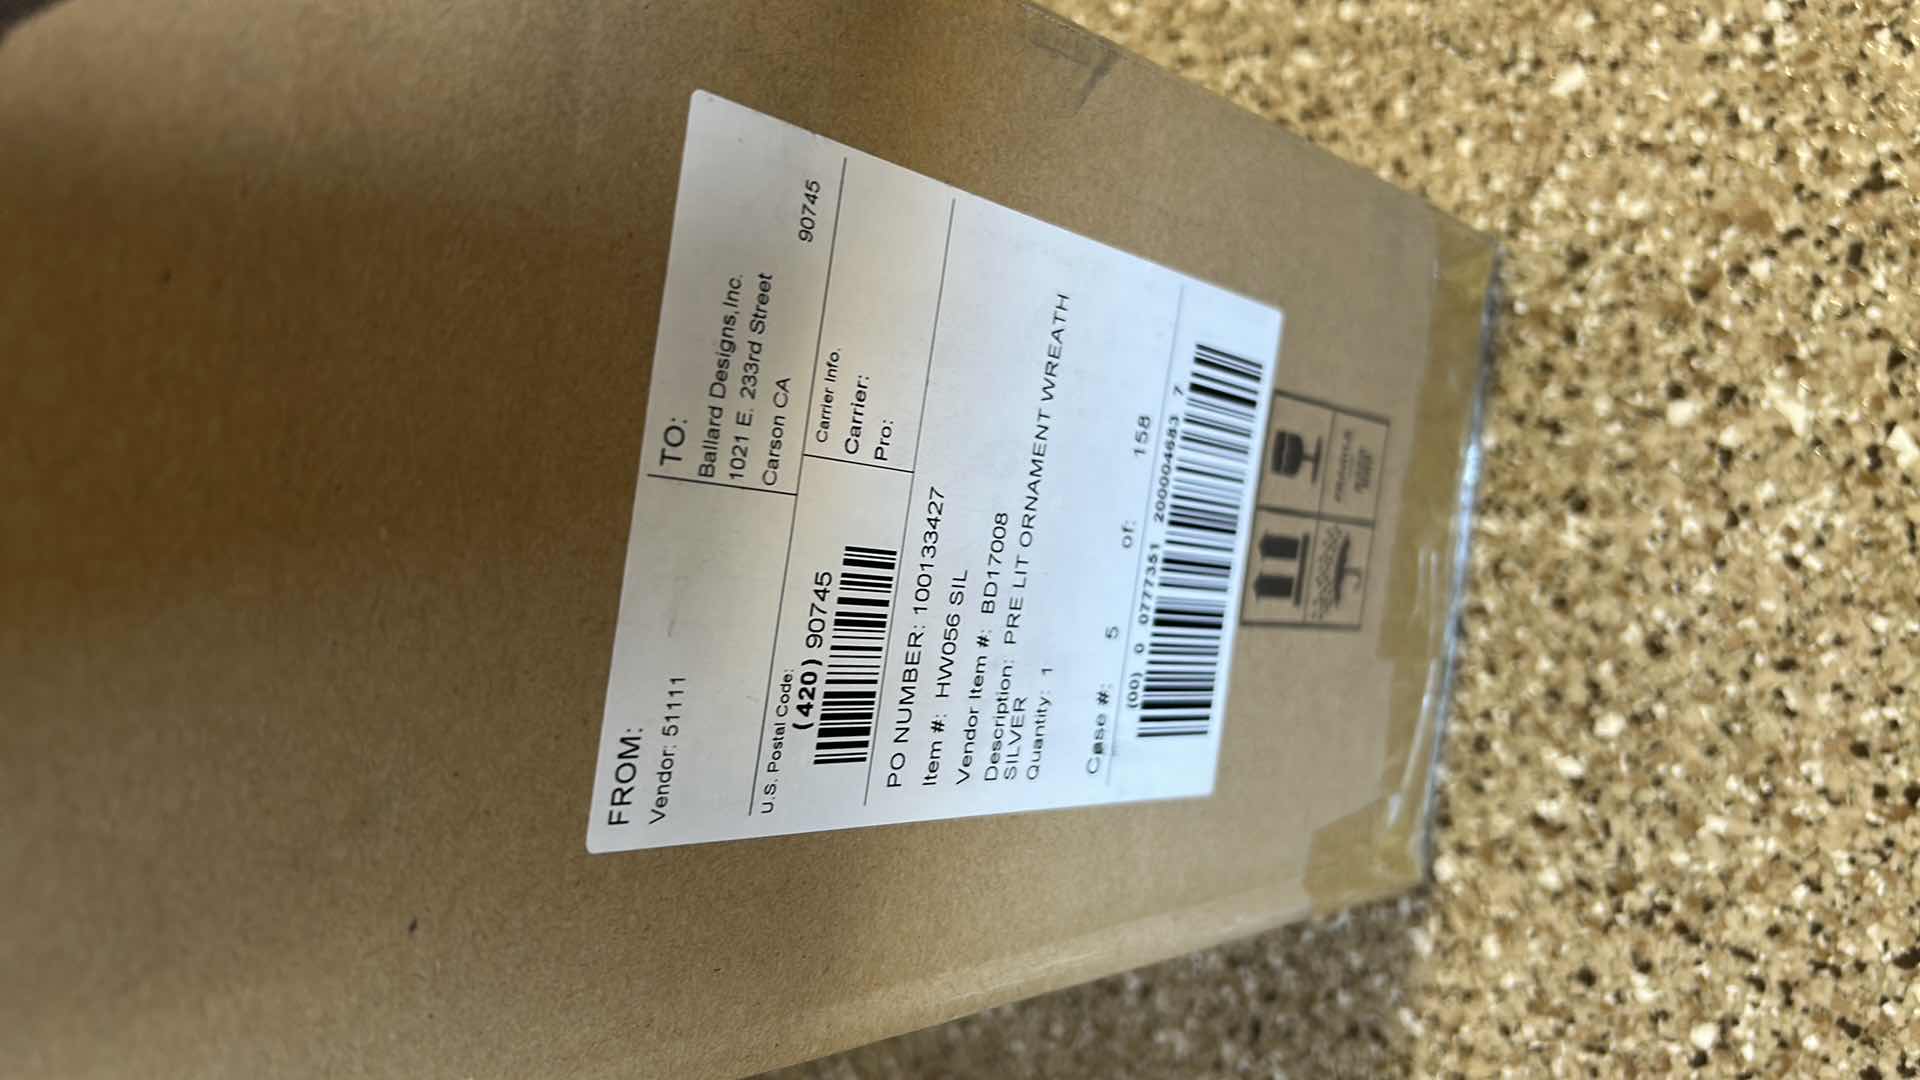 FROM:
Vendor: 51111
TO:
Ballard Designs,Inc.
1021 E. 233rd Street
Carson CA 90745
U.S. Postal Code:
(420) 90745
Carrier Info.
Carrier:
Pro:
PO NUMBER: 100133427
Item #: HW056 SIL
Vendor Item #: BD17008
Description: PRE LIT ORNAMENT WREATH
SILVER
Quantity: 1
Case #: 5 of: 158
(00) 0 0777351 200004683 7